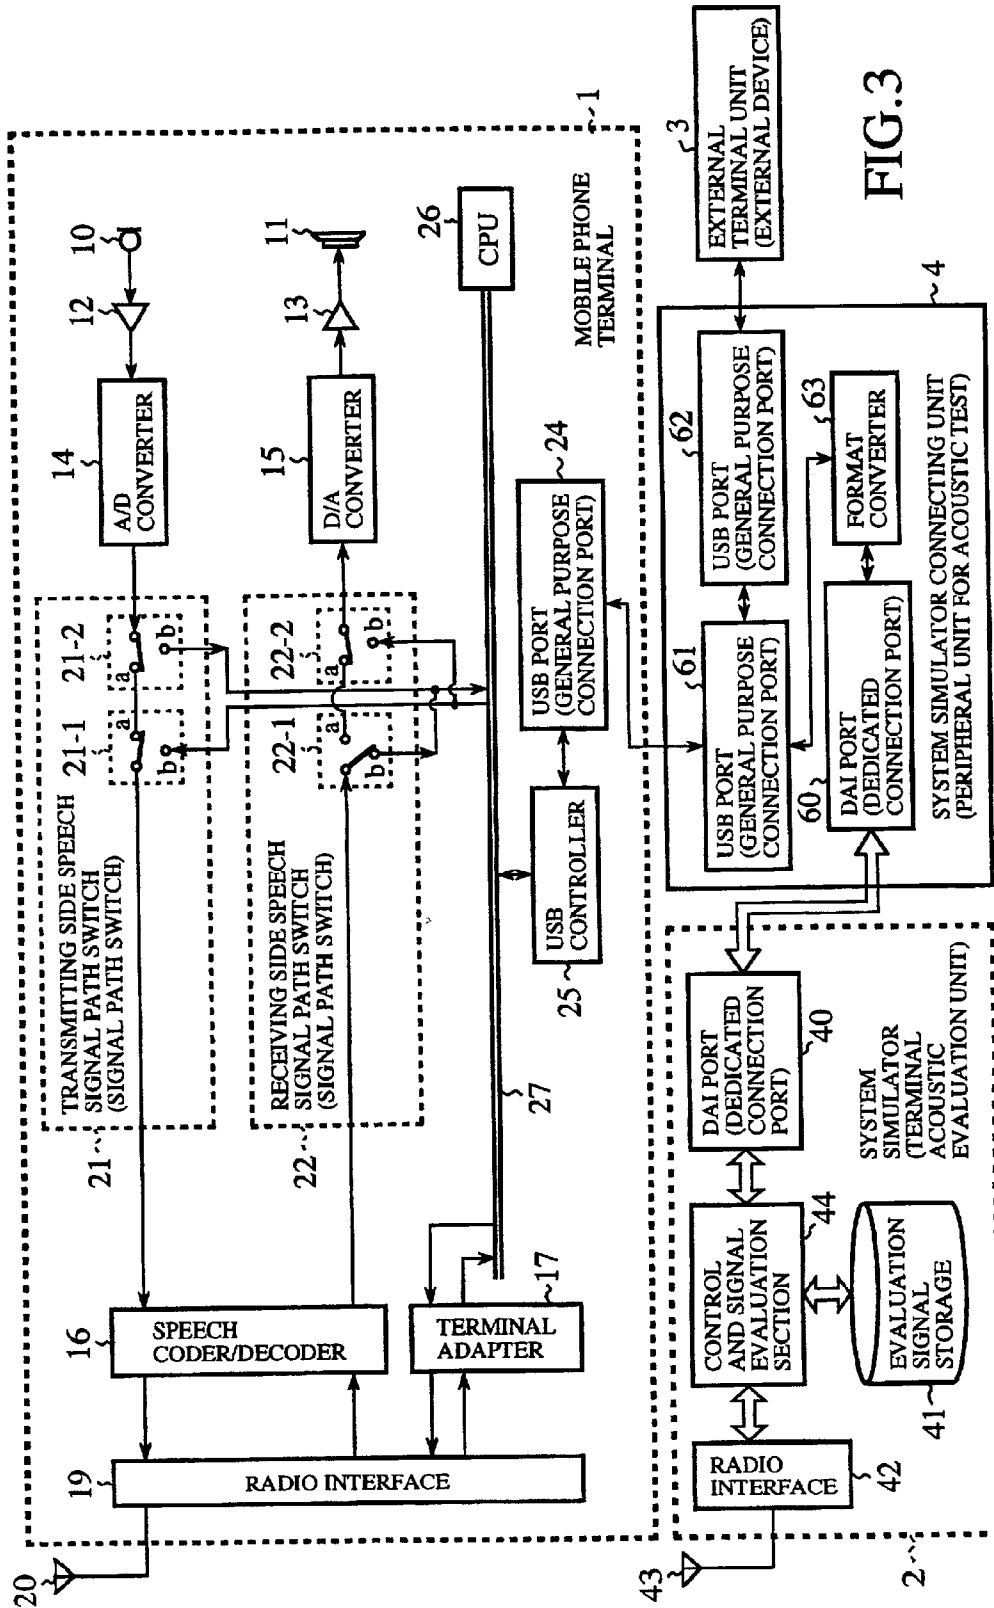 FIG.3
1
MOBILE PHONE
TERMINAL
20
19
RADIO INTERFACE
16
SPEECH
CODER/DECODER
17
TERMINAL
ADAPTER
21
TRANSMITTING SIDE SPEECH
SIGNAL PATH SWITCH
(SIGNAL PATH SWITCH)
21-1
a
b
21-2
a
b
14
A/D
CONVERTER
12
10
22
RECEIVING SIDE SPEECH
SIGNAL PATH SWITCH
(SIGNAL PATH SWITCH)
22-1
a
b
22-2
a
b
15
D/A
CONVERTER
13
11
26
CPU
27
25
USB
CONTROLLER
24
USB PORT
(GENERAL PURPOSE
CONNECTION PORT)
43
2
42
RADIO
INTERFACE
44
CONTROL
AND SIGNAL
EVALUATION
SECTION
41
EVALUATION
SIGNAL
STORAGE
40
DAI PORT
(DEDICATED
CONNECTION
PORT)
SYSTEM
SIMULATOR
(TERMINAL
ACOUSTIC
EVALUATION UNIT)
4
61
USB PORT
(GENERAL PURPOSE
CONNECTION PORT)
62
USB PORT
(GENERAL PURPOSE
CONNECTION PORT)
60
DAI PORT
(DEDICATED
CONNECTION PORT)
63
FORMAT
CONVERTER
SYSTEM SIMULATOR CONNECTING UNIT
(PERIPHERAL UNIT FOR ACOUSTIC TEST)
3
EXTERNAL
TERMINAL UNIT
(EXTERNAL DEVICE)